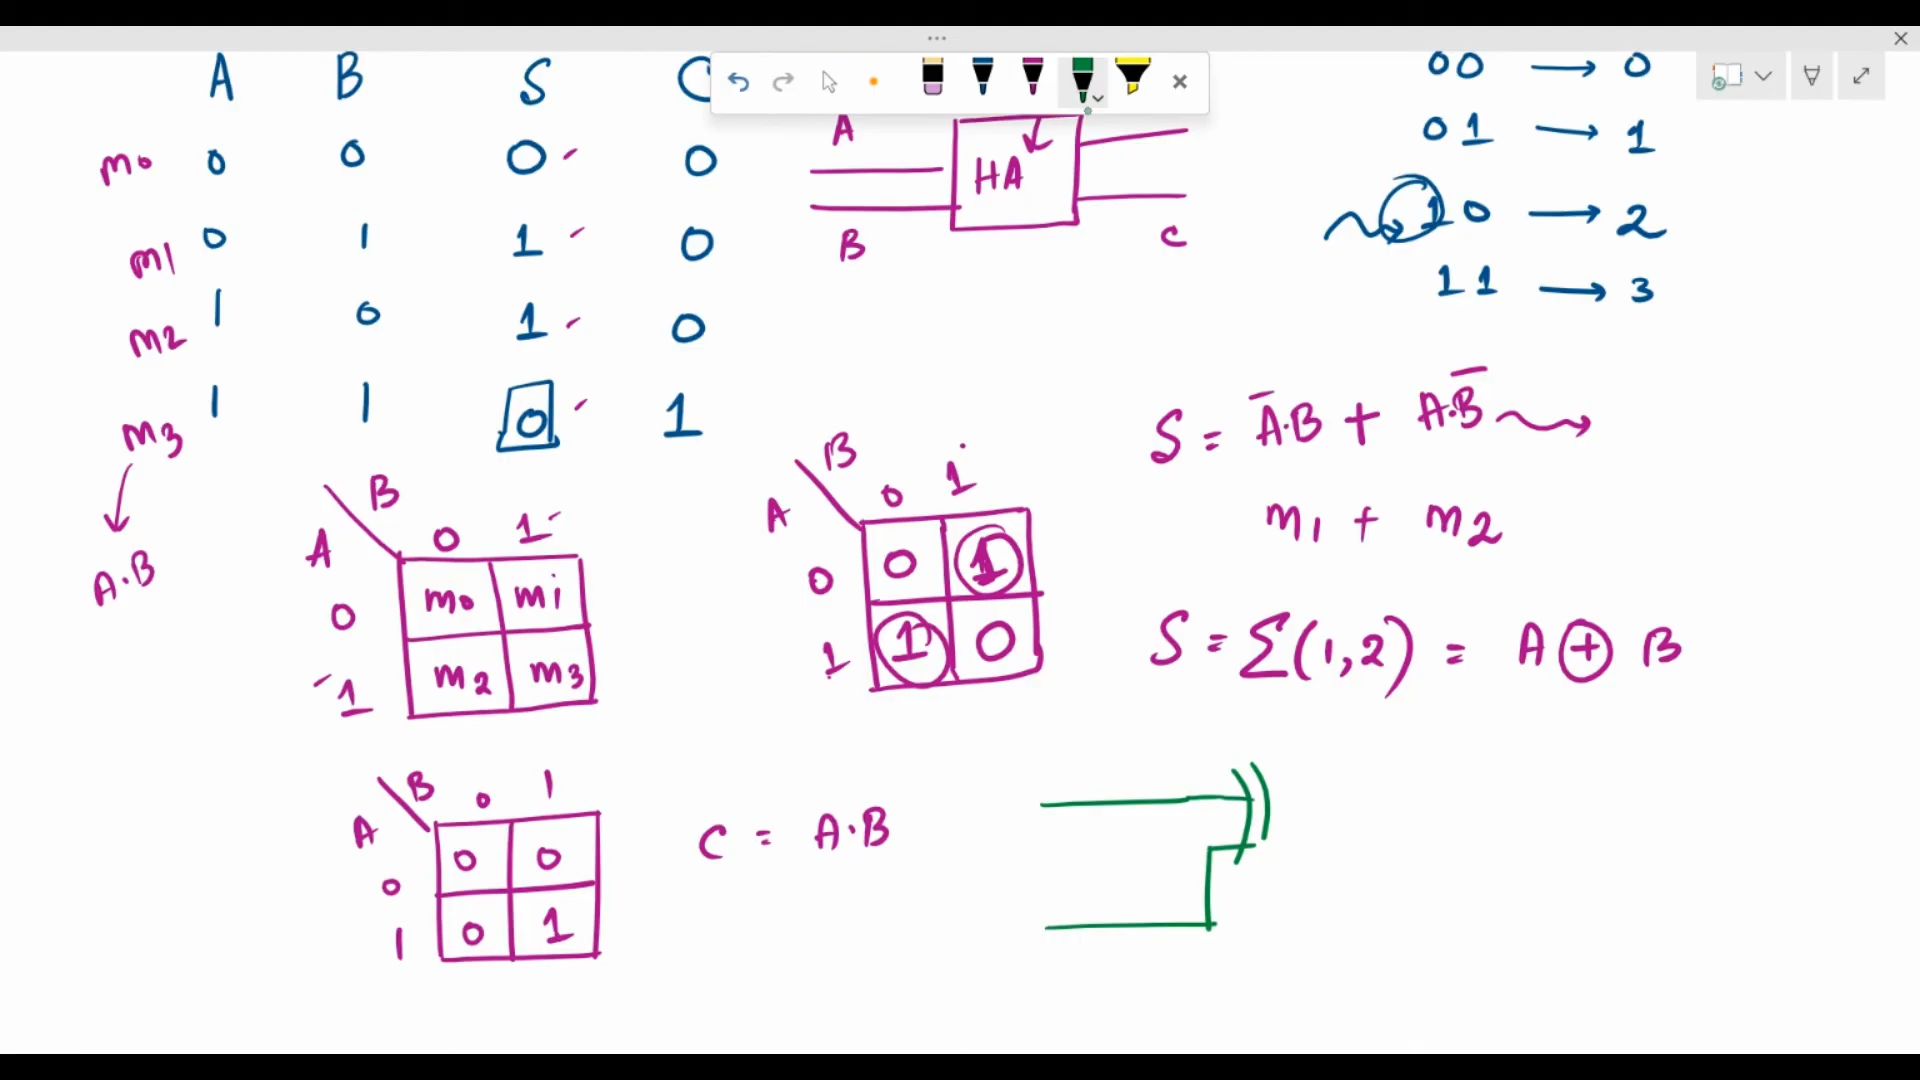 A B S C
m0 0 0 0 0
m1 0 1 1 0
m2 1 0 1 0
m3 1 1 0 1
A·B
A
B
HA
C
00 → 0
01 → 1
10 → 2
11 → 3
B
A 0 1
0 m0 m1
1 m2 m3
B
A 0 1
0 0 1
1 1 0
S = A̅·B + A·B̅
m1 + m2
S = Σ(1,2) = A ⊕ B
B
A 0 1
0 0 0
1 0 1
C = A·B